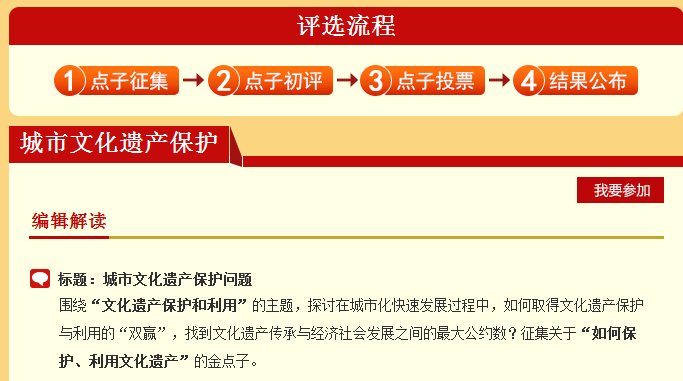 评选流程
1 点子征集 2 点子初评 3 点子投票 4 结果公布
城市文化遗产保护
我要参加
编辑解读
标题：城市文化遗产保护问题
围绕“文化遗产保护和利用”的主题，探讨在城市化快速发展过程中，如何取得文化遗产保护
与利用的“双赢”，找到文化遗产传承与经济社会发展之间的最大公约数？征集关于“如何保
护、利用文化遗产”的金点子。